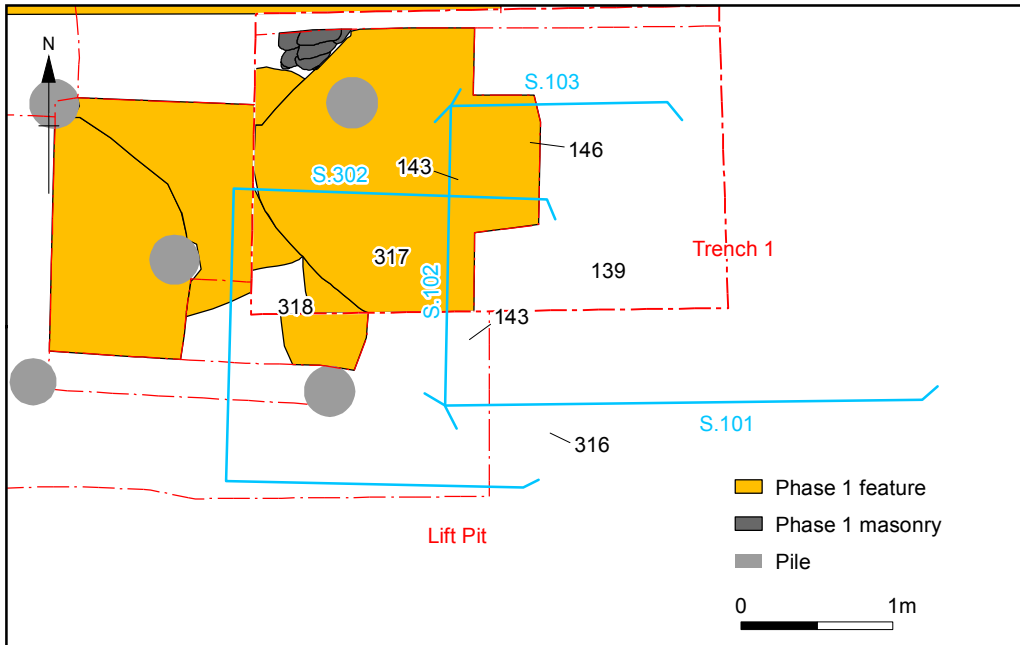 N
S.103
146
143
S.302
Trench 1
317
139
S.102
318
143
S.101
316
Phase 1 feature
Lift Pit
Phase 1 masonry
Pile
0 1m